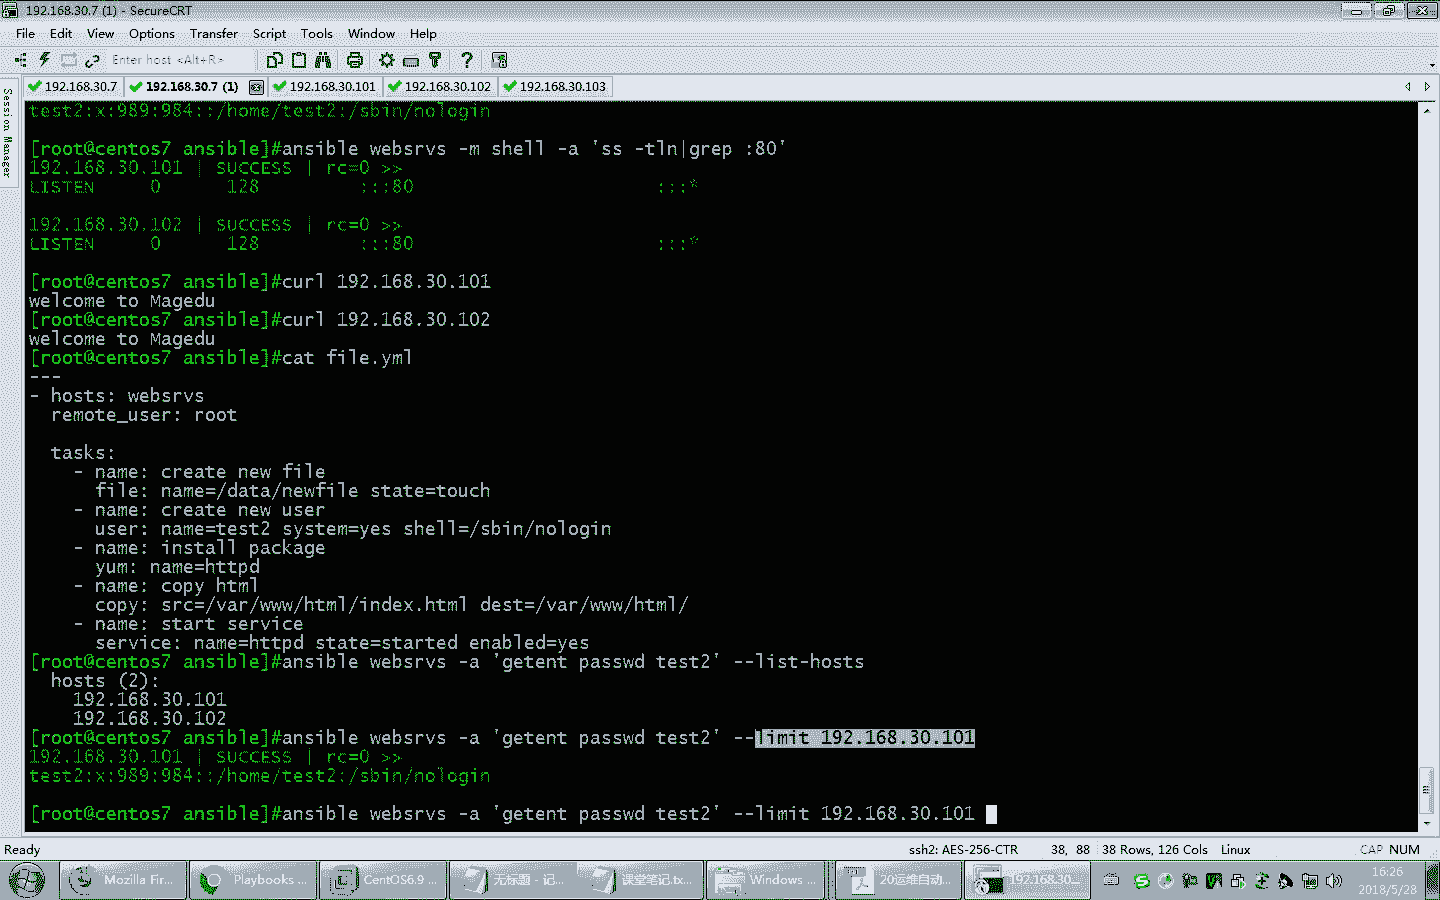 192.168.30.7 (1) - SecureCRT
File Edit View Options Transfer Script Tools Window Help
Enter host <Alt+R>
192.168.30.7 192.168.30.7 (1) 192.168.30.101 192.168.30.102 192.168.30.103
Session Manager
test2:x:989:984::/home/test2:/sbin/nologin
[root@centos7 ansible]#ansible websrvs -m shell -a 'ss -tln|grep :80'
192.168.30.101 | SUCCESS | rc=0 >>
LISTEN 0 128 :::80 :::*
192.168.30.102 | SUCCESS | rc=0 >>
LISTEN 0 128 :::80 :::*
[root@centos7 ansible]#curl 192.168.30.101
welcome to Magedu
[root@centos7 ansible]#curl 192.168.30.102
welcome to Magedu
[root@centos7 ansible]#cat file.yml
---
- hosts: websrvs
remote_user: root
tasks:
- name: create new file
file: name=/data/newfile state=touch
- name: create new user
user: name=test2 system=yes shell=/sbin/nologin
- name: install package
yum: name=httpd
- name: copy html
copy: src=/var/www/html/index.html dest=/var/www/html/
- name: start service
service: name=httpd state=started enabled=yes
[root@centos7 ansible]#ansible websrvs -a 'getent passwd test2' --list-hosts
hosts (2):
192.168.30.101
192.168.30.102
[root@centos7 ansible]#ansible websrvs -a 'getent passwd test2' --limit 192.168.30.101
192.168.30.101 | SUCCESS | rc=0 >>
test2:x:989:984::/home/test2:/sbin/nologin
[root@centos7 ansible]#ansible websrvs -a 'getent passwd test2' --limit 192.168.30.101
Ready ssh2: AES-256-CTR 38, 88 38 Rows, 126 Cols Linux CAP NUM
Mozilla Fir... Playbooks ... CentOS6.9 ... 无标题 - 记... 课堂笔记.tx... Windows ... 20运维自动... 192.168.30... 16:26
2018/5/28